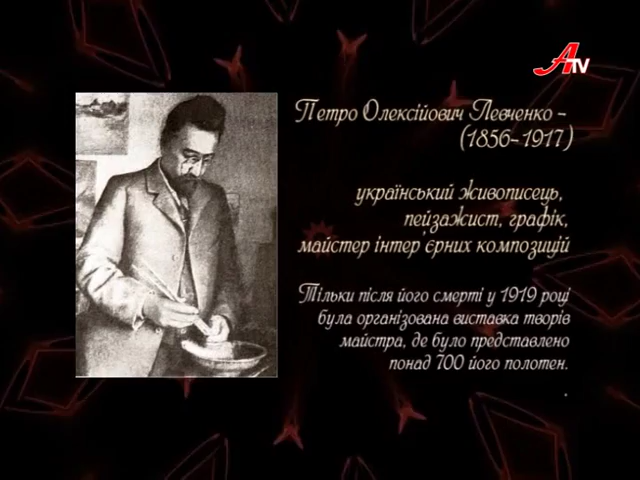 ATV
Петро Олексійович Левченко –
(1856–1917)
український живописець,
пейзажист, графік,
майстер інтер'єрних композицій
Тільки після його смерті у 1919 році
була організована виставка творів
майстра, де було представлено
понад 700 його полотен.
.